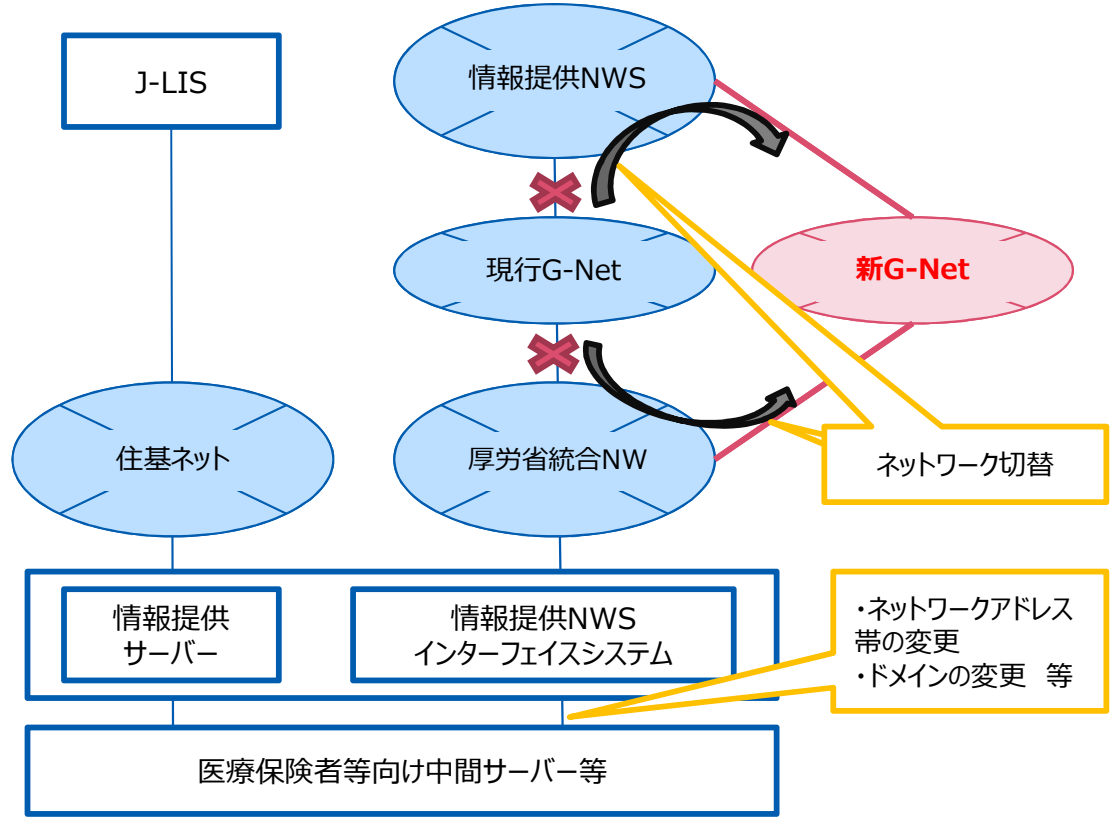 J-LIS
情報提供NWS
現行G-Net
新G-Net
住基ネット
厚労省統合NW
ネットワーク切替
情報提供
サーバー
情報提供NWS
インターフェイスシステム
・ネットワークアドレス
帯の変更
・ドメインの変更　等
医療保険者等向け中間サーバー等